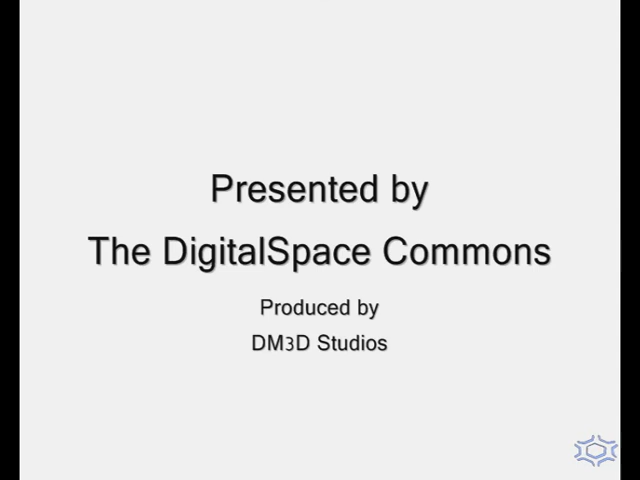 Presented by
The DigitalSpace Commons
Produced by
DM3D Studios